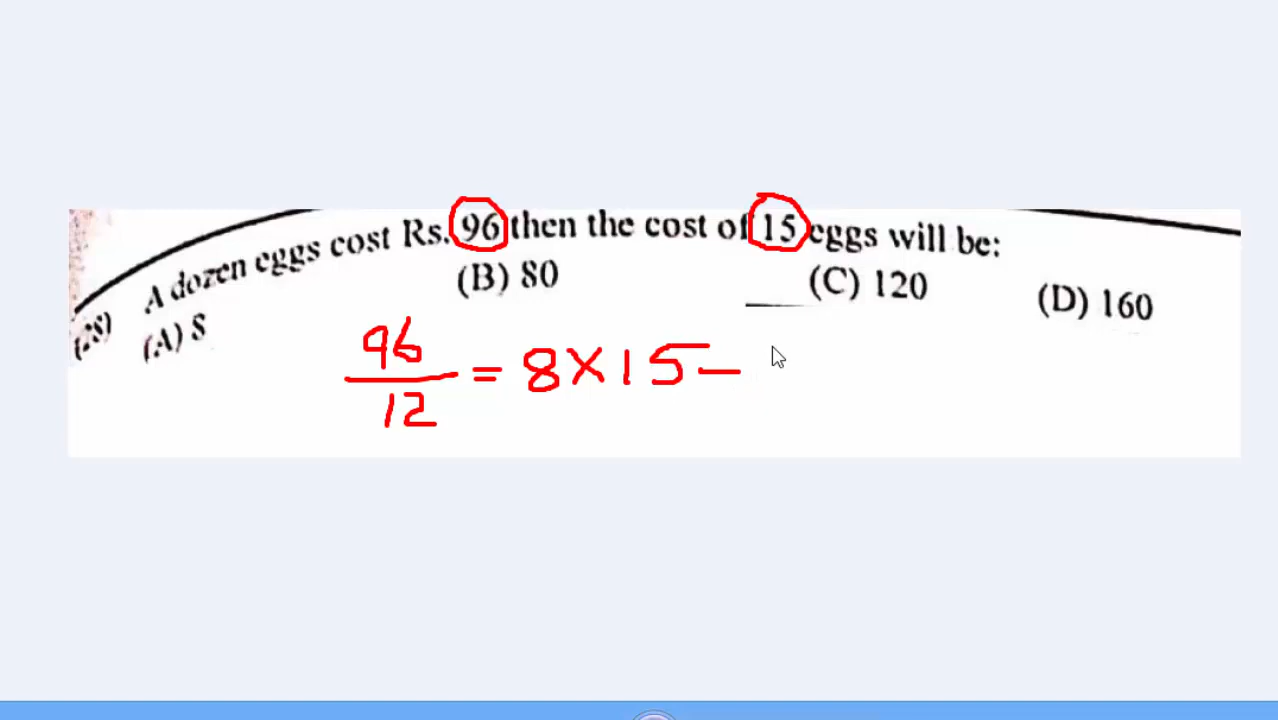 (28) A dozen eggs cost Rs. 96 then the cost of 15 eggs will be:
(A) 8 (B) 80 (C) 120 (D) 160
96
12
= 8×15 –